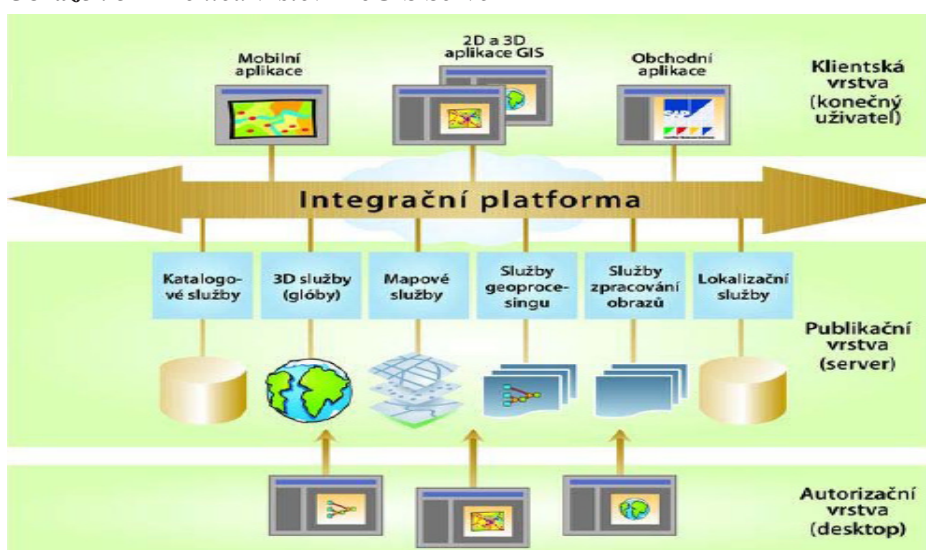 Mobilní
aplikace
2D a 3D
aplikace GIS
Obchodní
aplikace
Klientská
vrstva
(konečný
uživatel)
SAP
Integrační platforma
Katalogo-
vé služby
3D služby
(glóby)
Mapové
služby
Služby
geoproce-
singu
Služby
zpracování
obrazů
Lokalizační
služby
Publikační
vrstva
(server)
Autorizační
vrstva
(desktop)